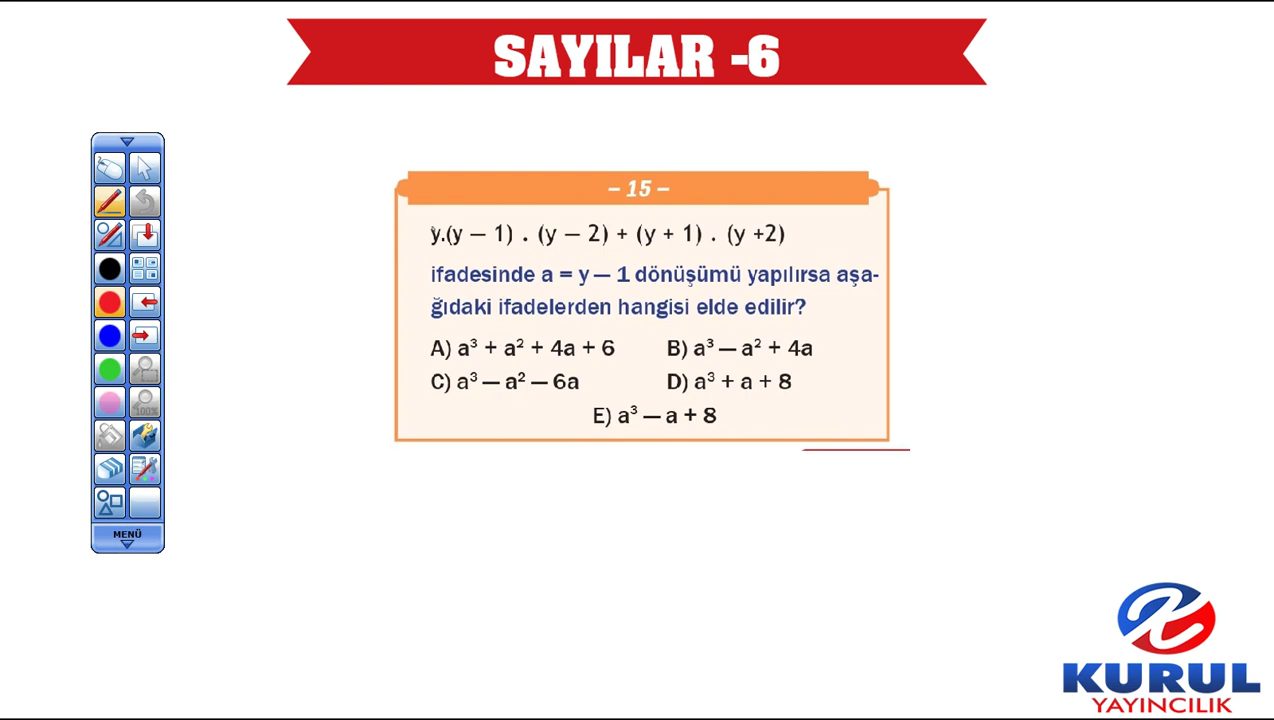 SAYILAR -6
– 15 –
y.(y – 1) . (y – 2) + (y + 1) . (y +2)
ifadesinde a = y – 1 dönüşümü yapılırsa aşa-
ğıdaki ifadelerden hangisi elde edilir?
A) a³ + a² + 4a + 6 B) a³ – a² + 4a
C) a³ – a² – 6a D) a³ + a + 8
E) a³ – a + 8
100%
MENÜ
KURUL
YAYINCILIK